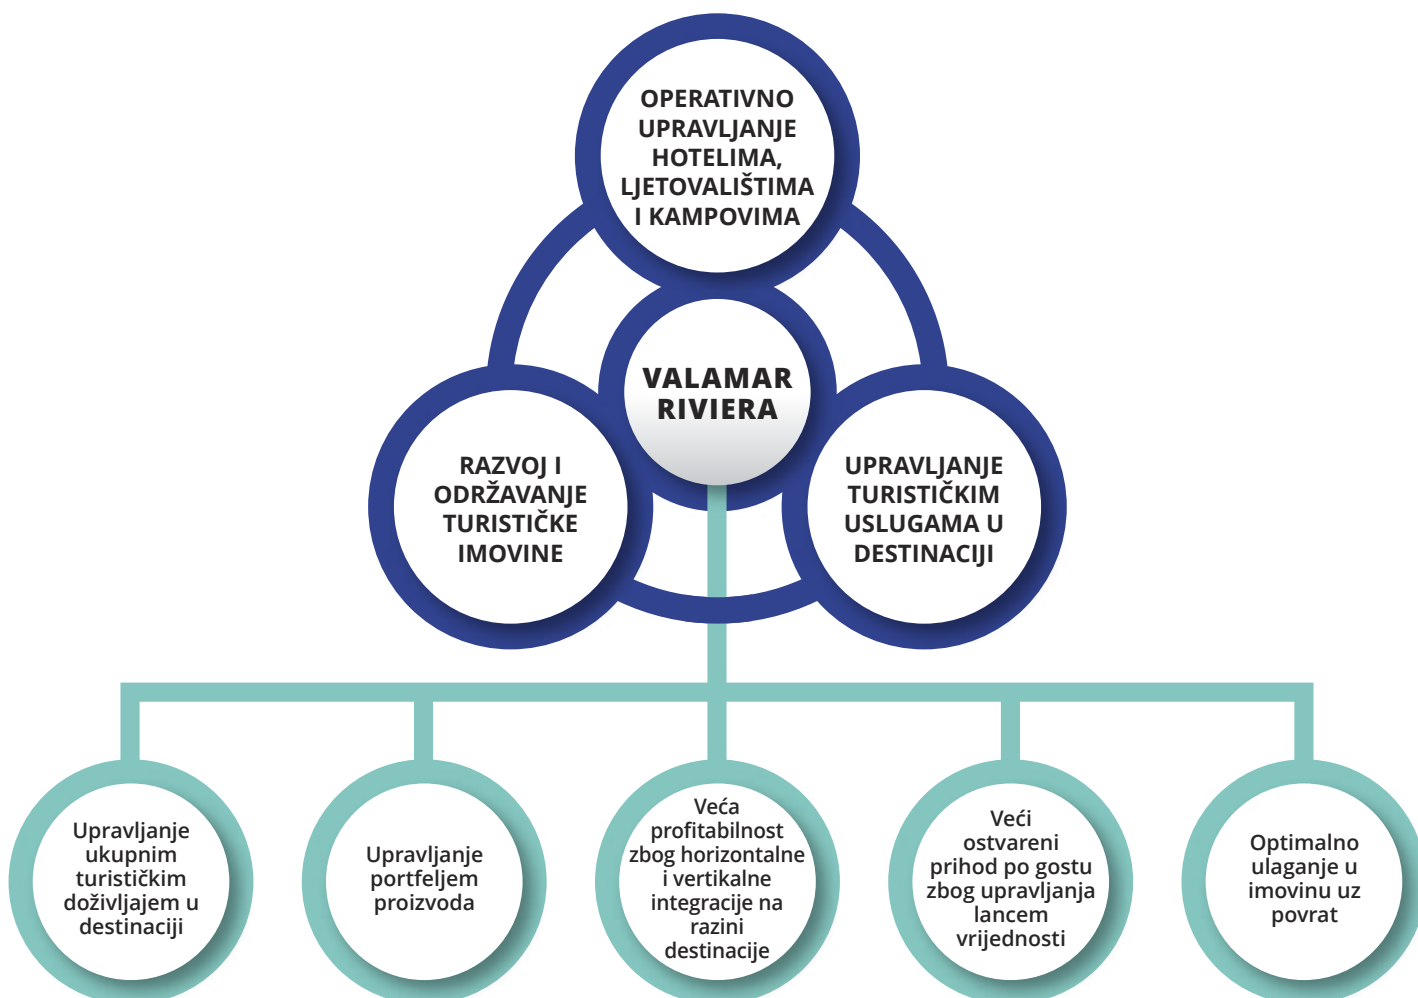 OPERATIVNO
UPRAVLJANJE
HOTELIMA,
LJETOVALIŠTIMA
I KAMPOVIMA
VALAMAR
RIVIERA
RAZVOJ I
ODRŽAVANJE
TURISTIČKE
IMOVINE
UPRAVLJANJE
TURISTIČKIM
USLUGAMA U
DESTINACIJI
Upravljanje
ukupnim
turističkim
doživljajem u
destinaciji
Upravljanje
portfeljem
proizvoda
Veća
profitabilnost
zbog horizontalne
i vertikalne
integracije na
razini
destinacije
Veći
ostvareni
prihod po gostu
zbog upravljanja
lancem
vrijednosti
Optimalno
ulaganje u
imovinu uz
povrat